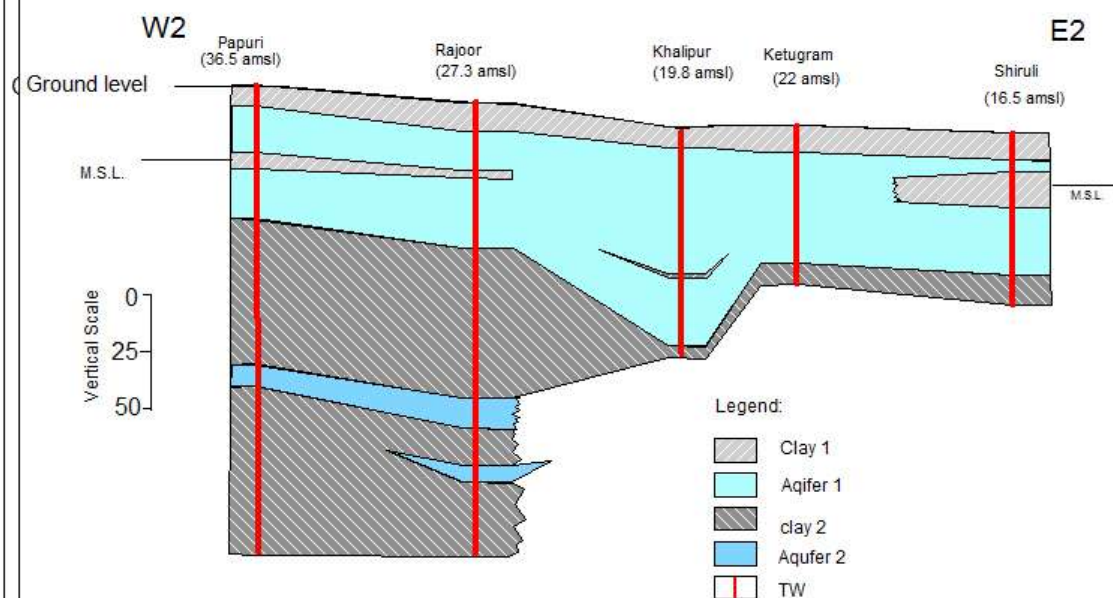 W2
E2
Papuri
(36.5 amsl)
Rajoor
(27.3 amsl)
Khalipur
(19.8 amsl)
Ketugram
(22 amsl)
Shiruli
(16.5 amsl)
Ground level
M.S.L.
M.S.L.
Vertical Scale
0
25
50
Legend:
Clay 1
Aqifer 1
clay 2
Aqufer 2
TW